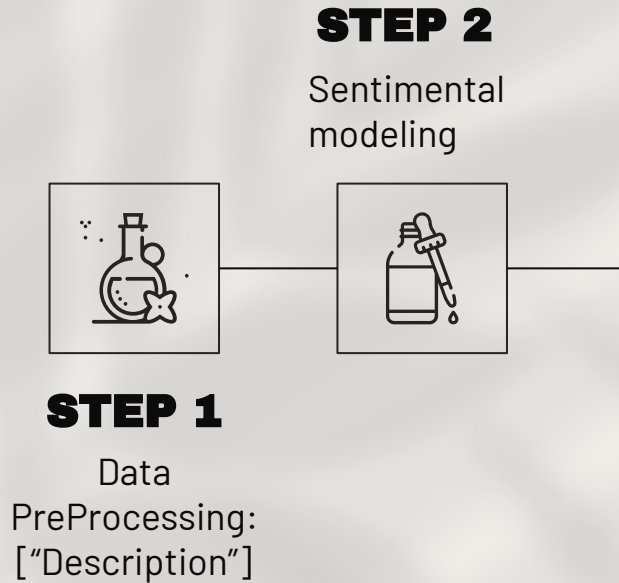 STEP 2
Sentimental
modeling
STEP 1
Data
PreProcessing:
[“Description”]